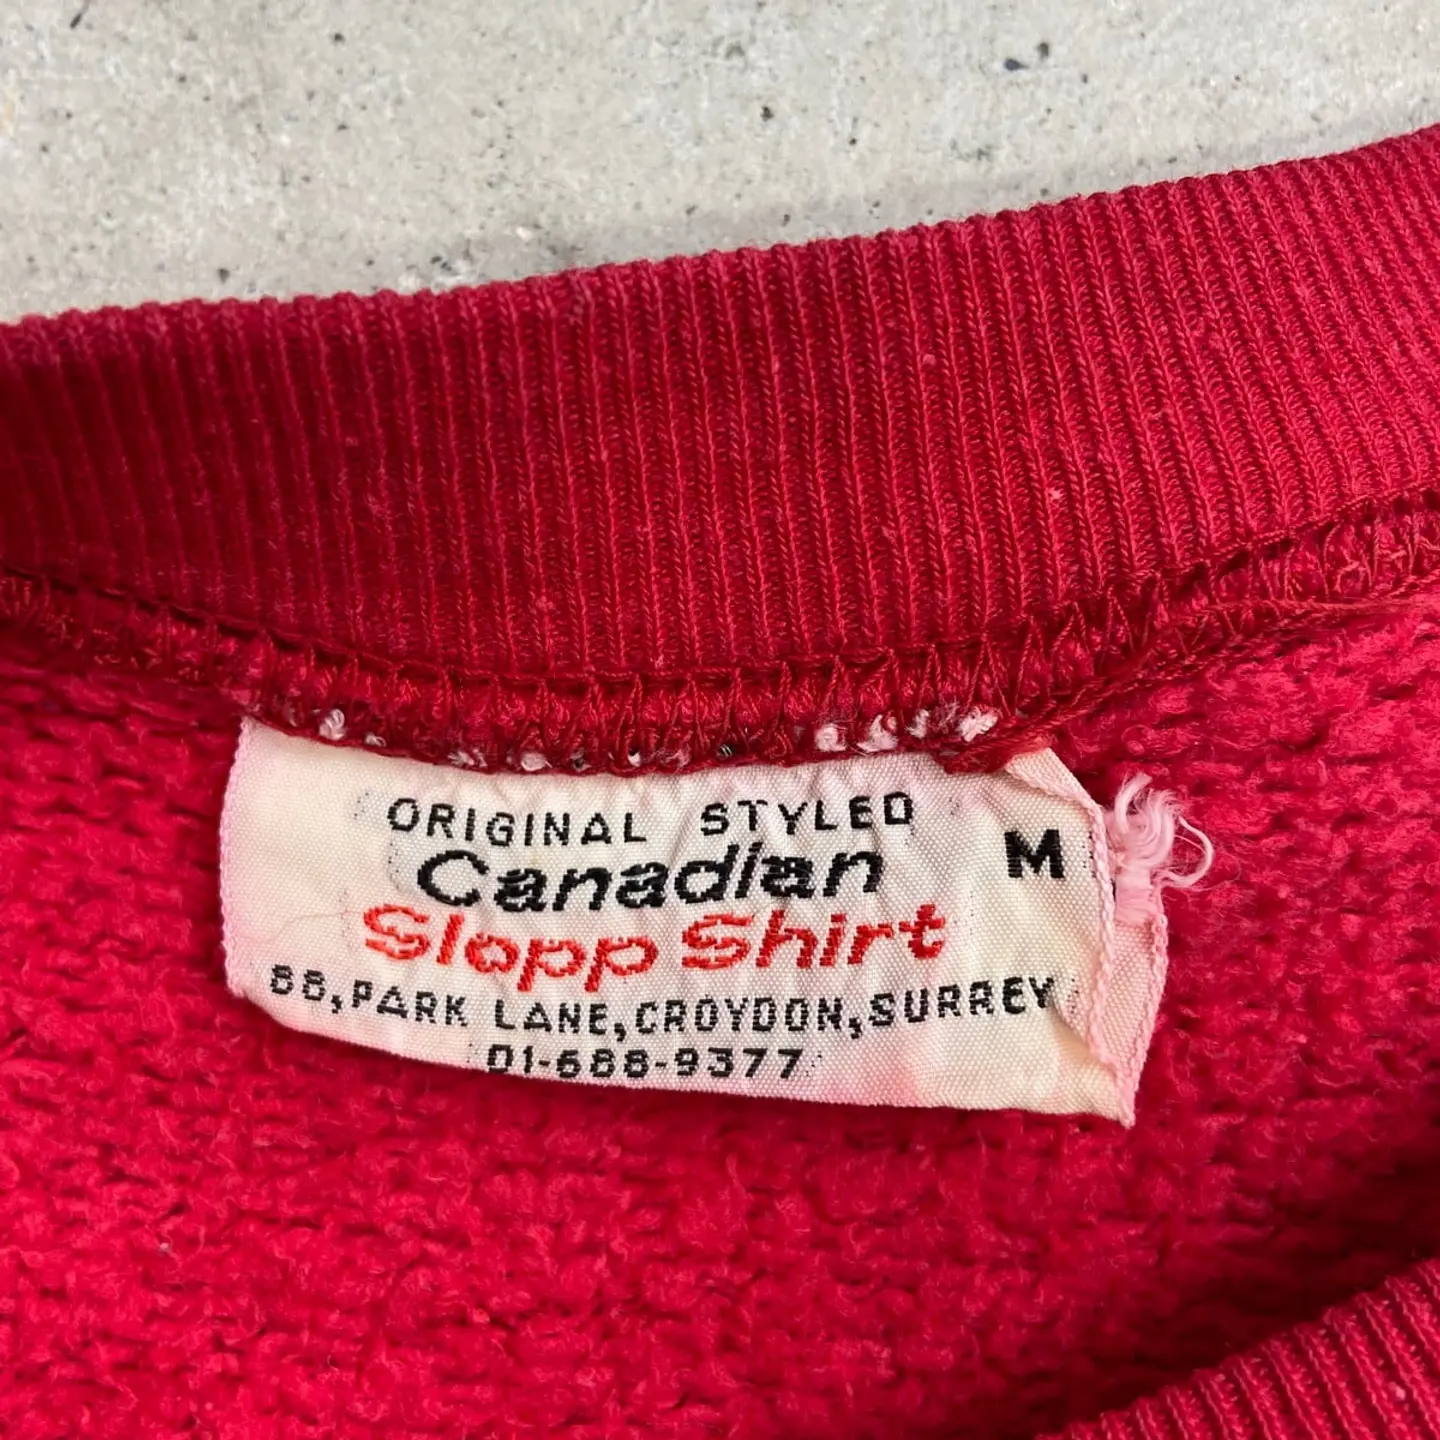 ORIGINAL STYLED
Canadian
M
Slopp Shirt
88, PARK LANE, CROYDON, SURREY
01-688-9377